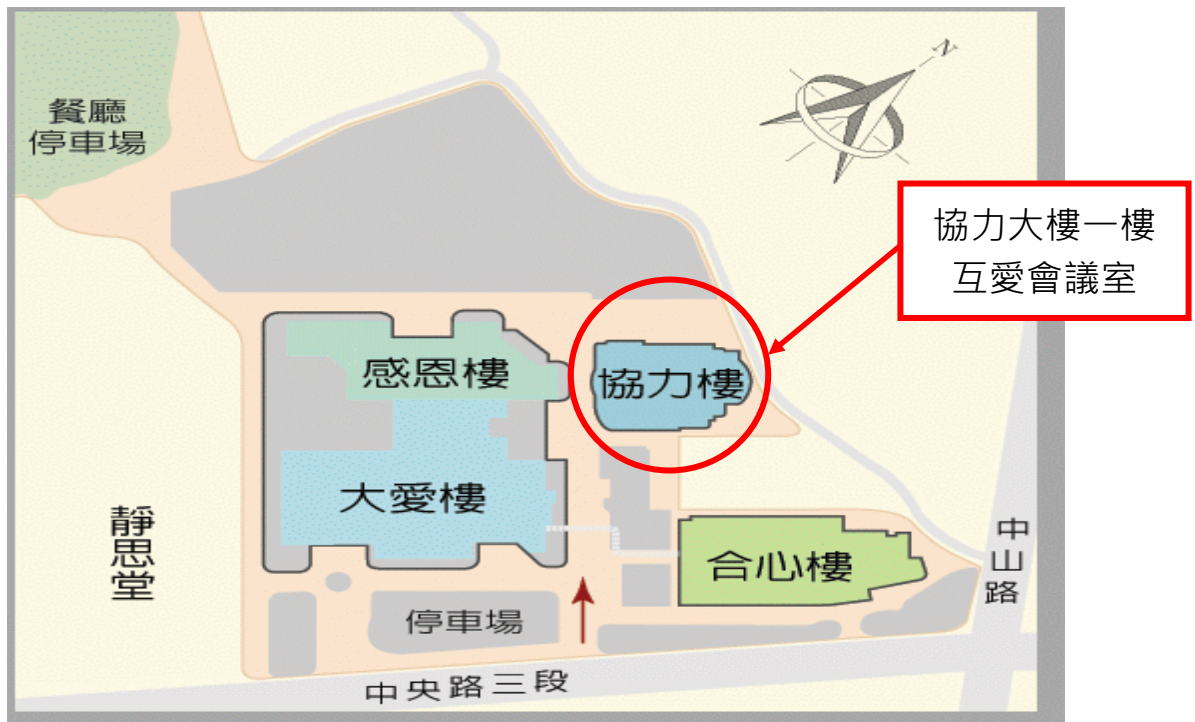 N
餐廳
停車場
協力大樓一樓
互愛會議室
感恩樓
協力樓
大愛樓
靜思堂
合心樓
中山路
停車場
中央路三段